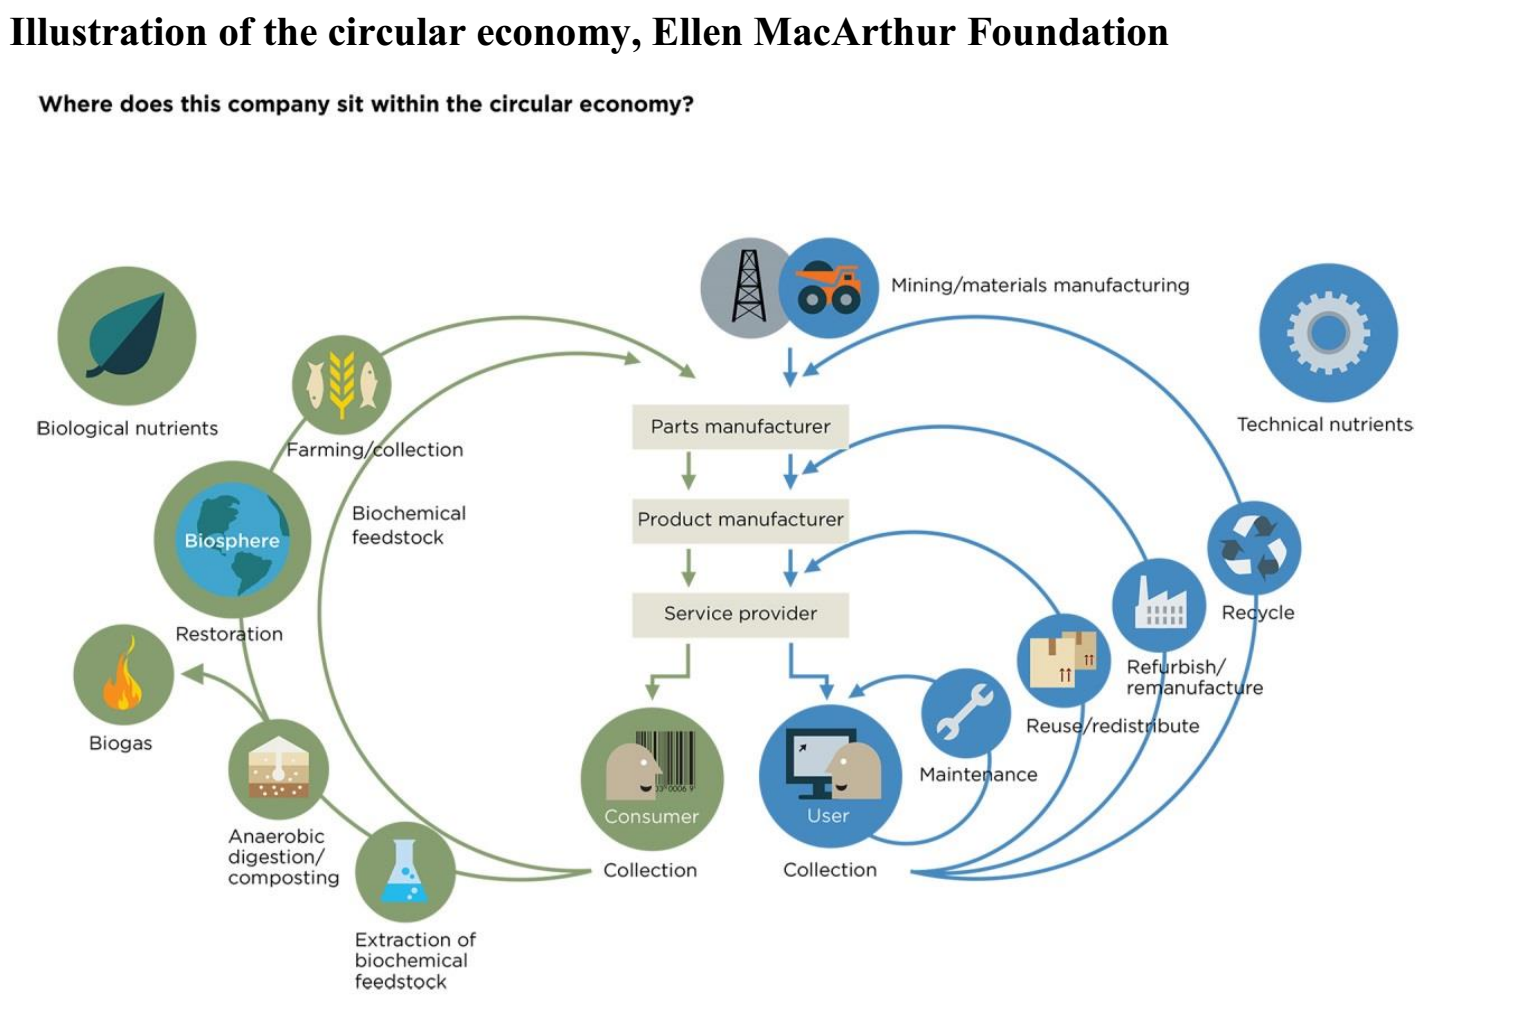 Illustration of the circular economy, Ellen MacArthur Foundation
Where does this company sit within the circular economy?
Mining/materials manufacturing
Biological nutrients
Technical nutrients
Farming/collection
Parts manufacturer
Biochemical
feedstock
Product manufacturer
Biosphere
Service provider
Recycle
Restoration
Refurbish/
remanufacture
Reuse/redistribute
Biogas
Maintenance
Consumer
User
Anaerobic
digestion/
composting
Collection
Collection
Extraction of
biochemical
feedstock